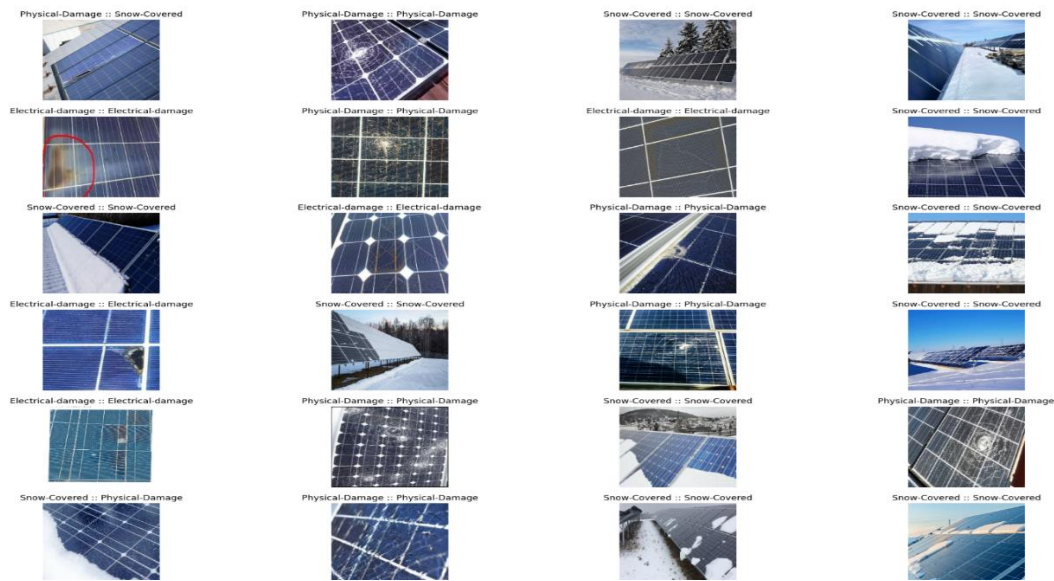 Physical-Damage :: Snow-Covered
Physical-Damage :: Physical-Damage
Snow-Covered :: Snow-Covered
Snow-Covered :: Snow-Covered
Electrical-damage :: Electrical-damage
Physical-Damage :: Physical-Damage
Electrical-damage :: Electrical-damage
Snow-Covered :: Snow-Covered
Snow-Covered :: Snow-Covered
Electrical-damage :: Electrical-damage
Physical-Damage :: Physical-Damage
Snow-Covered :: Snow-Covered
Electrical-damage :: Electrical-damage
Snow-Covered :: Snow-Covered
Physical-Damage :: Physical-Damage
Snow-Covered :: Snow-Covered
Electrical-damage :: Electrical-damage
Physical-Damage :: Physical-Damage
Snow-Covered :: Snow-Covered
Physical-Damage :: Physical-Damage
Snow-Covered :: Physical-Damage
Physical-Damage :: Physical-Damage
Snow-Covered :: Snow-Covered
Snow-Covered :: Snow-Covered